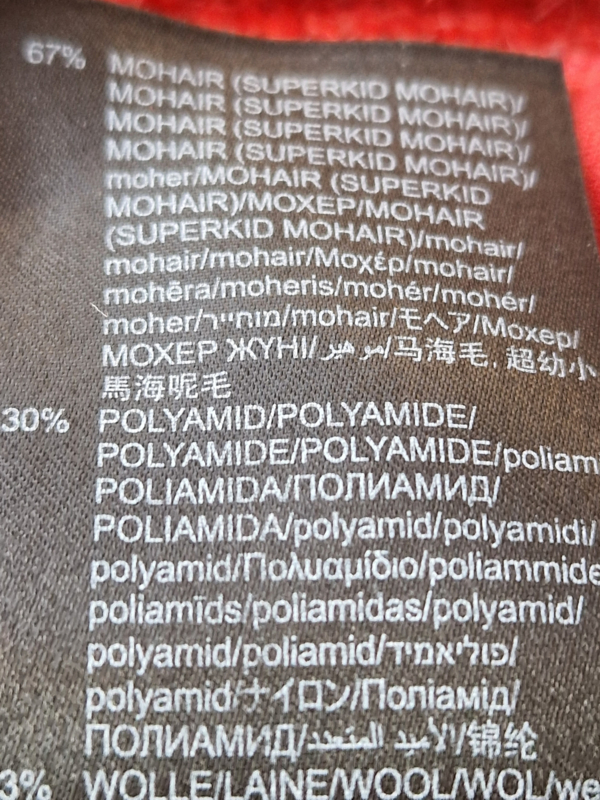 67% MOHAIR (SUPERKID MOHAIR)/
MOHAIR (SUPERKID MOHAIR)/
MOHAIR (SUPERKID MOHAIR)/
MOHAIR (SUPERKID MOHAIR)/
moher/MOHAIR (SUPERKID
MOHAIR)/МОХЕР/MOHAIR
(SUPERKID MOHAIR)/mohair/
mohair/mohair/Μοχέρ/mohair/
mohēra/moheris/mohér/mohér/
moher/מוחייר/mohair/モヘア/Мохер/
МОХЕР ЖҮНІ/موهير/马海毛, 超幼小
馬海呢毛
30% POLYAMID/POLYAMIDE/
POLYAMIDE/POLYAMIDE/poliam
POLIAMIDA/ПОЛИАМИД/
POLIAMIDA/polyamid/polyamidi/
polyamid/Πολυαμίδιο/poliammide
poliamīds/poliamidas/polyamid/
polyamid/poliamid/פוליאמיד/
polyamid/ナイロン/Поліамід/
ПОЛИАМИД/الأميد المتعدد/锦纶
3% WOLLE/LAINE/WOOL/WOL/we